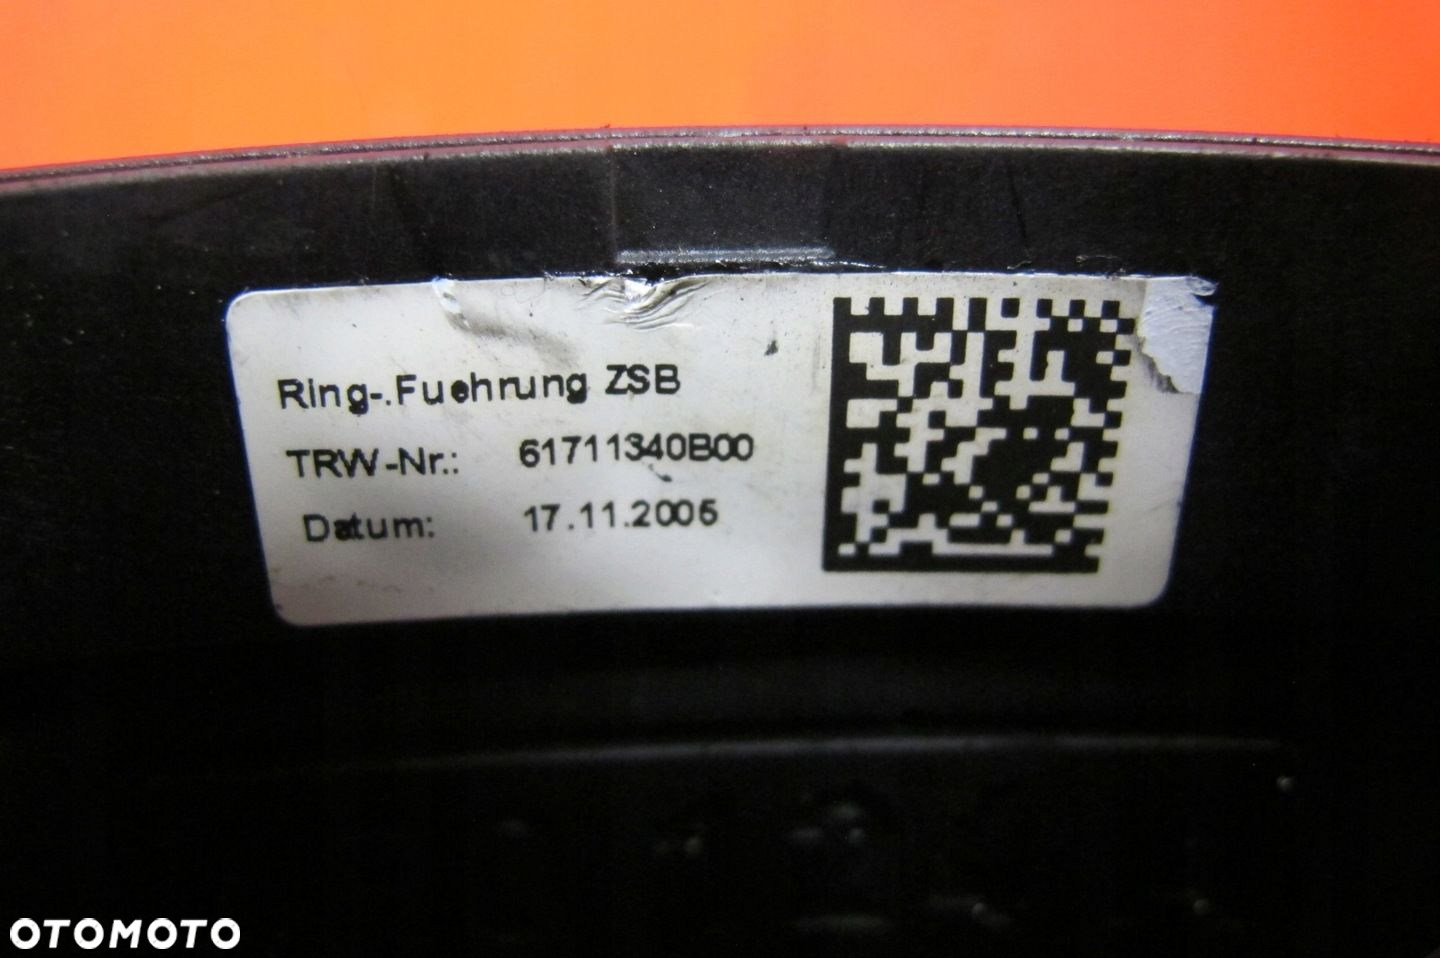 Ring-.Fuehrung ZSB
TRW-Nr.: 61711340B00
Datum: 17.11.2005
OTOMOTO